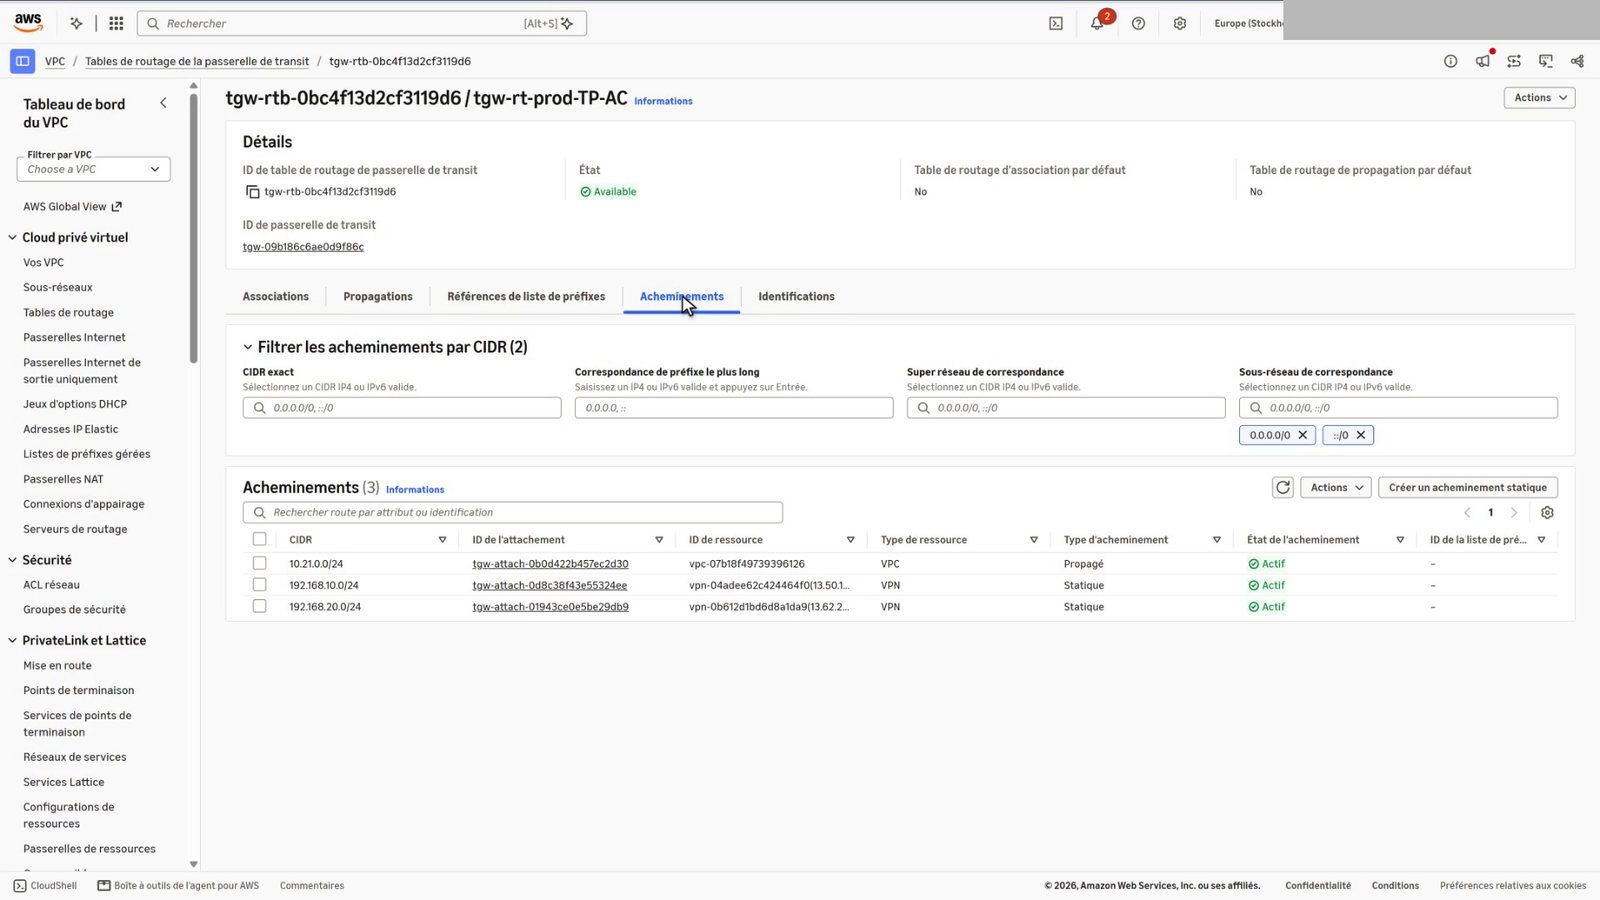 aws
Rechercher [Alt+S]
2
Europe (Stockh
VPC / Tables de routage de la passerelle de transit / tgw-rtb-0bc4f13d2cf3119d6
Tableau de bord
du VPC
Filtrer par VPC
Choose a VPC
AWS Global View
Cloud privé virtuel
Vos VPC
Sous-réseaux
Tables de routage
Passerelles Internet
Passerelles Internet de
sortie uniquement
Jeux d'options DHCP
Adresses IP Elastic
Listes de préfixes gérées
Passerelles NAT
Connexions d'appairage
Serveurs de routage
Sécurité
ACL réseau
Groupes de sécurité
PrivateLink et Lattice
Mise en route
Points de terminaison
Services de points de
terminaison
Réseaux de services
Services Lattice
Configurations de
ressources
Passerelles de ressources
tgw-rtb-0bc4f13d2cf3119d6 / tgw-rt-prod-TP-AC Informations
Actions
Détails
ID de table de routage de passerelle de transit
tgw-rtb-0bc4f13d2cf3119d6
État
Available
Table de routage d'association par défaut
No
Table de routage de propagation par défaut
No
ID de passerelle de transit
tgw-09b186c6ae0d9f86c
Associations Propagations Références de liste de préfixes Acheminements Identifications
Filtrer les acheminements par CIDR (2)
CIDR exact
Sélectionnez un CIDR IP4 ou IPv6 valide.
0.0.0.0/0, ::/0
Correspondance de préfixe le plus long
Saisissez un IP4 ou IPv6 valide et appuyez sur Entrée.
0.0.0.0, ::
Super réseau de correspondance
Sélectionnez un CIDR IP4 ou IPv6 valide.
0.0.0.0/0, ::/0
Sous-réseau de correspondance
Sélectionnez un CIDR IP4 ou IPv6 valide.
0.0.0.0/0, ::/0
0.0.0.0/0 ::/0
Acheminements (3) Informations
Actions Créer un acheminement statique
Rechercher route par attribut ou identification
1
CIDR ID de l'attachement ID de ressource Type de ressource Type d'acheminement État de l'acheminement ID de la liste de pré...
10.21.0.0/24 tgw-attach-0b0d422b457ec2d30 vpc-07b18f49739396126 VPC Propagé Actif –
192.168.10.0/24 tgw-attach-0d8c38f43e55324ee vpn-04adee62c424464f0(13.50.1... VPN Statique Actif –
192.168.20.0/24 tgw-attach-01943ce0e5be29db9 vpn-0b612d1bd6d8a1da9(13.62.2... VPN Statique Actif –
CloudShell Boîte à outils de l'agent pour AWS Commentaires
© 2026, Amazon Web Services, Inc. ou ses affiliés. Confidentialité Conditions Préférences relatives aux cookies